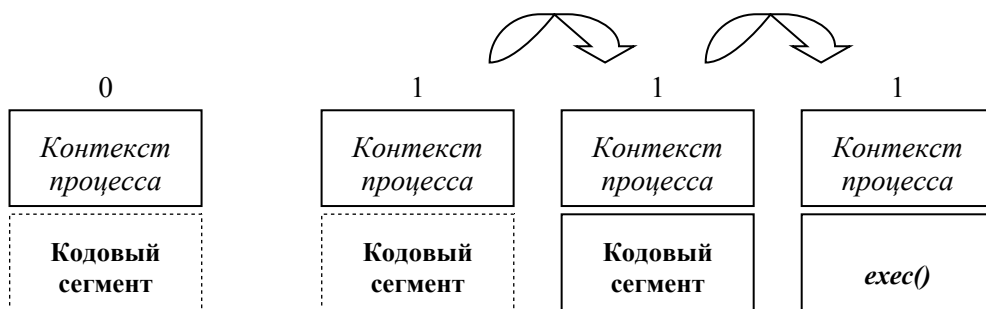 0 1 1 1
Контекст Контекст Контекст Контекст
процесса процесса процесса процесса
Кодовый Кодовый Кодовый exec()
сегмент сегмент сегмент